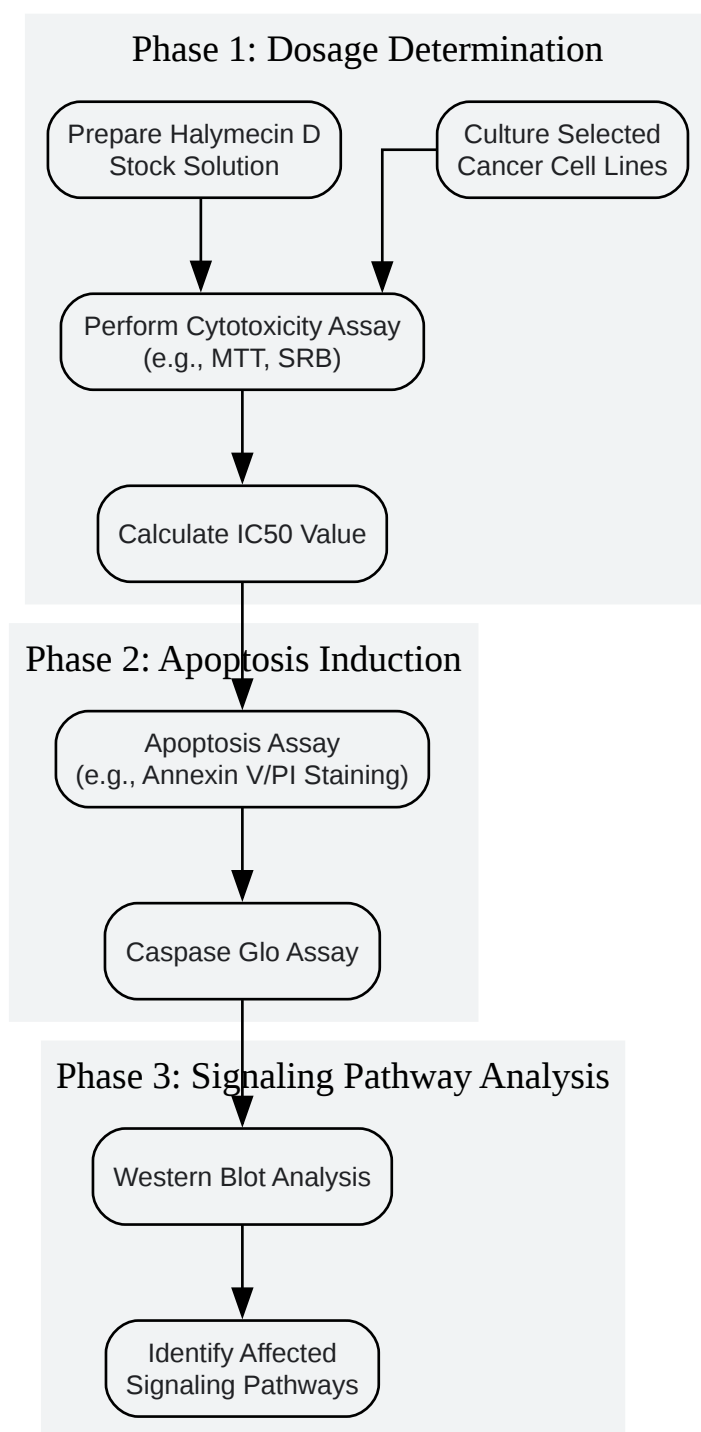 Phase 1: Dosage Determination
Prepare Halymecin D
Stock Solution
Culture Selected
Cancer Cell Lines
Perform Cytotoxicity Assay
(e.g., MTT, SRB)
Calculate IC50 Value
Phase 2: Apoptosis Induction
Apoptosis Assay
(e.g., Annexin V/PI Staining)
Caspase Glo Assay
Phase 3: Signaling Pathway Analysis
Western Blot Analysis
Identify Affected
Signaling Pathways